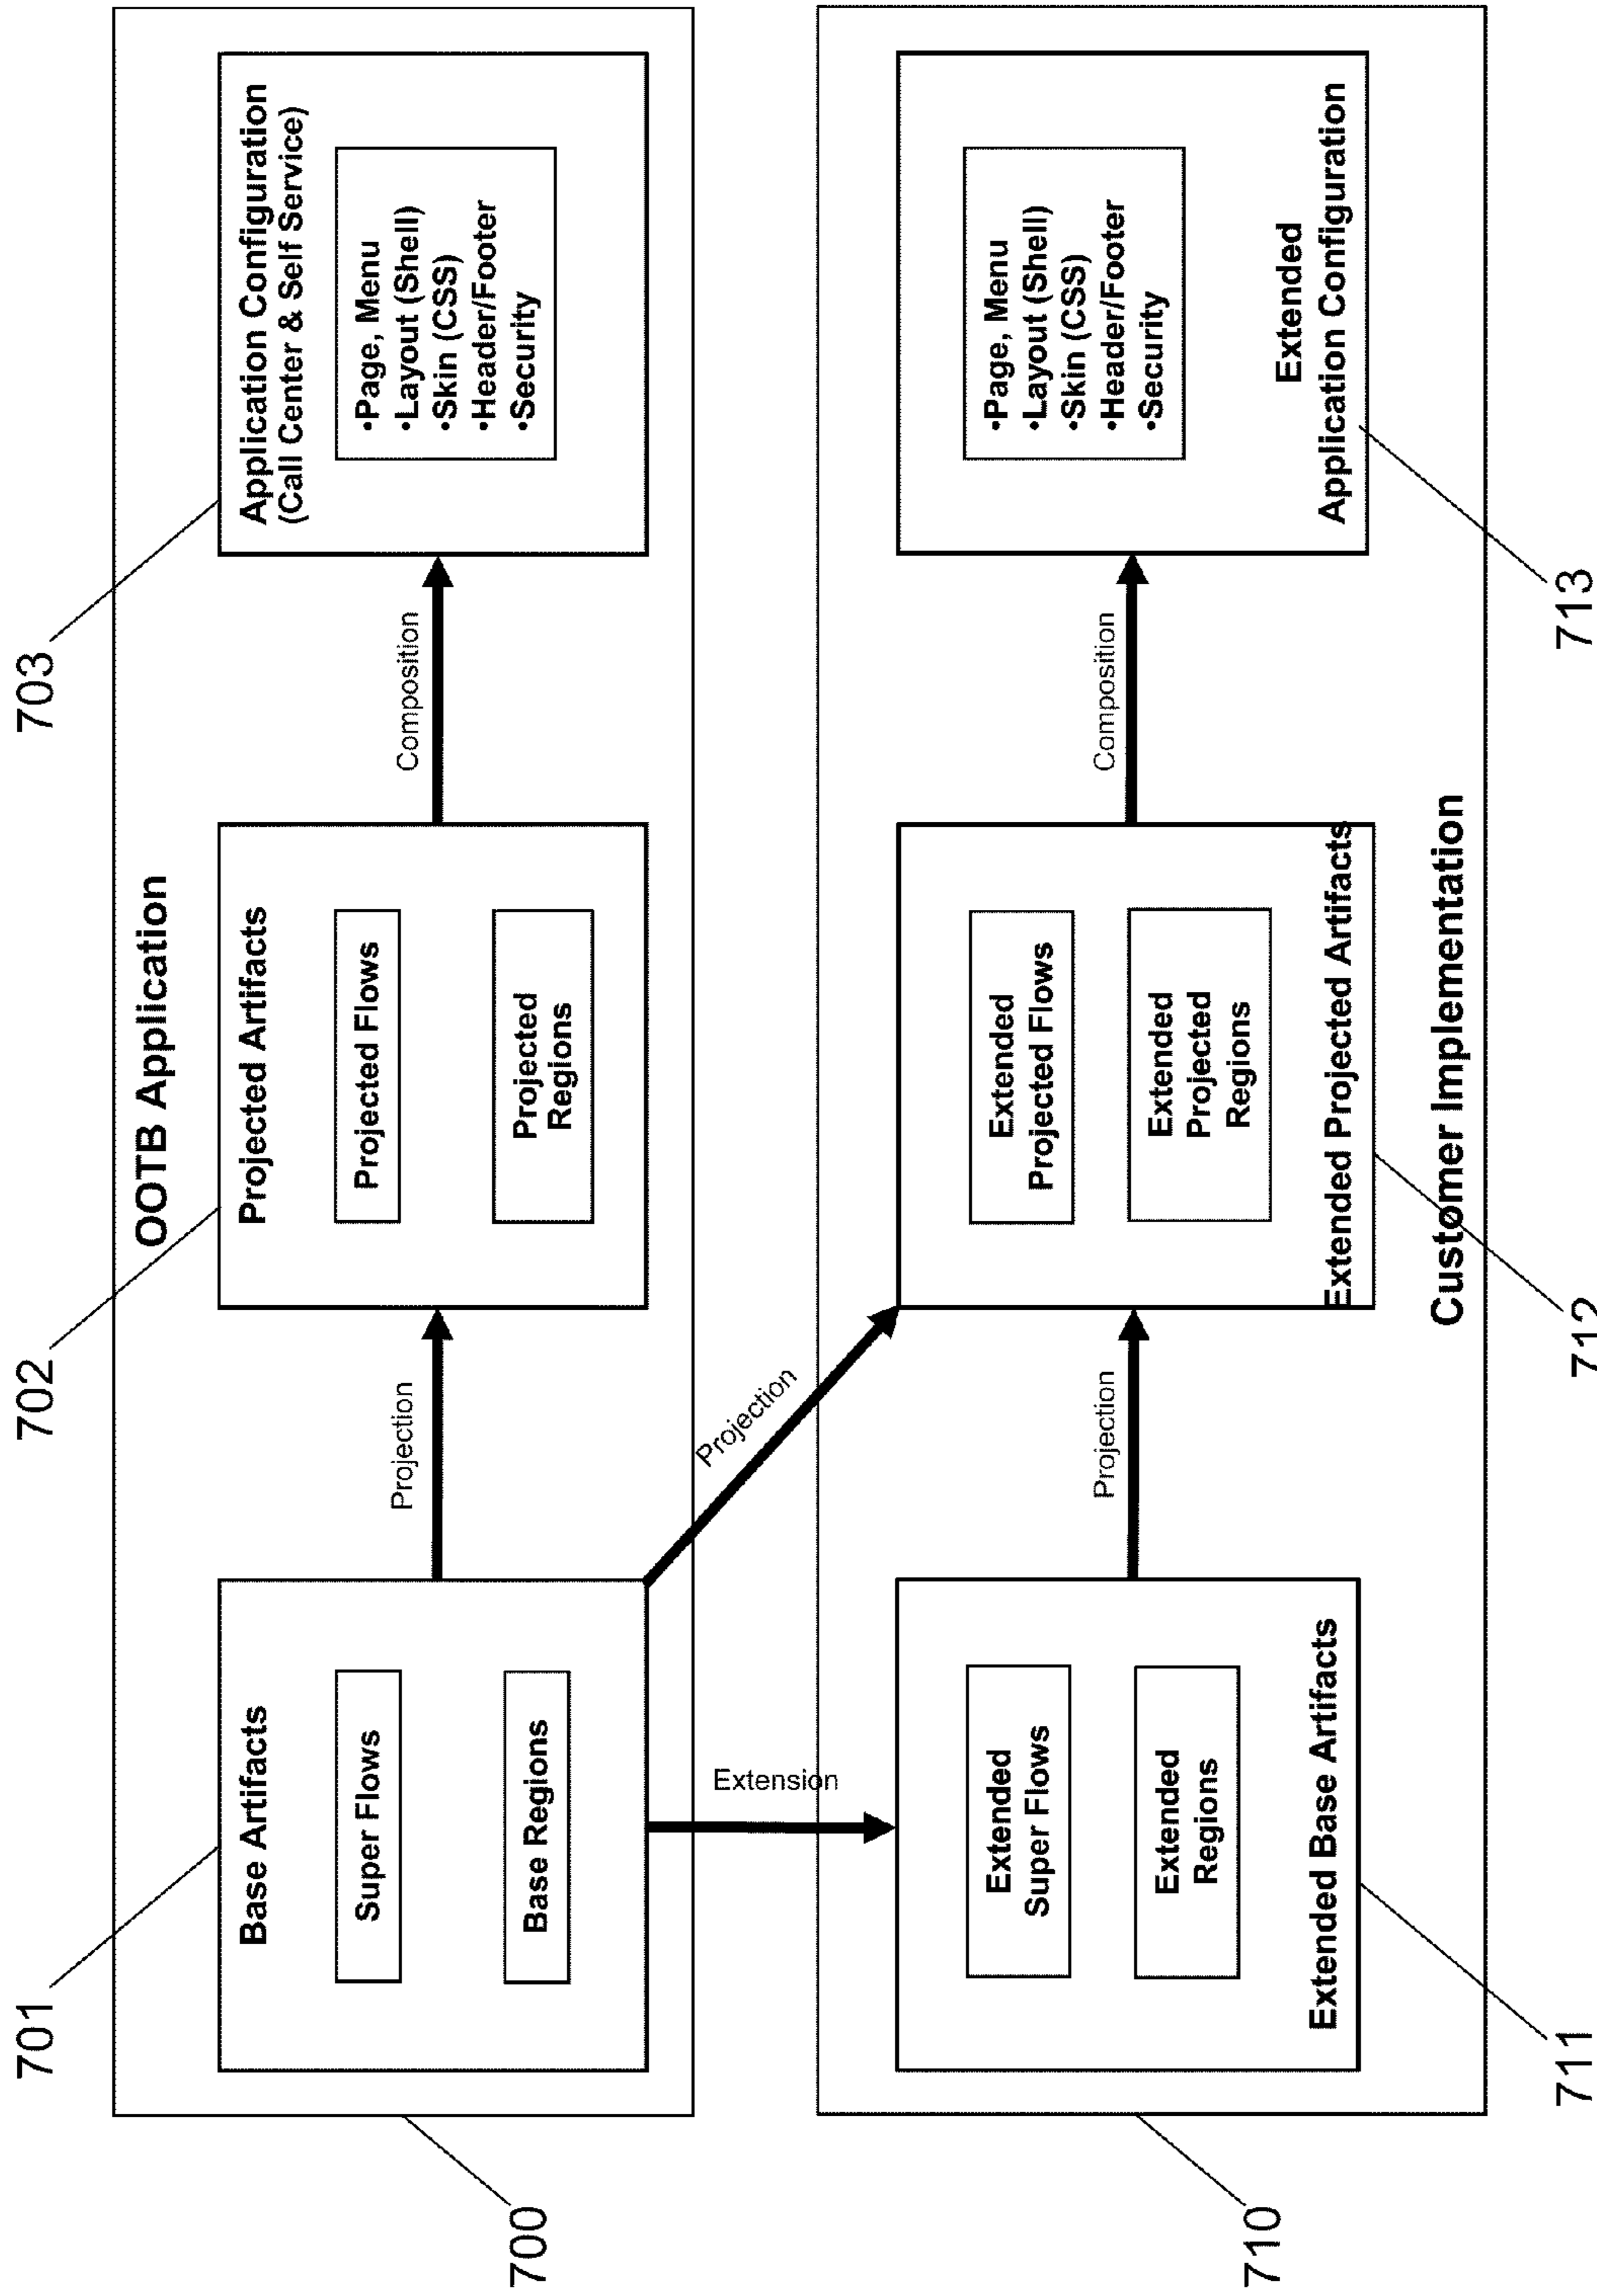 701
702
703
OOTB Application
Base Artifacts
Super Flows
Base Regions
Projection
Projected Artifacts
Projected Flows
Projected
Regions
Composition
Application Configuration
(Call Center & Self Service)
•Page, Menu
•Layout (Shell)
•Skin (CSS)
•Header/Footer
•Security
700
Extension
Projection
Extended
Super Flows
Extended
Regions
Extended Base Artifacts
Projection
Extended
Projected Flows
Extended
Projected
Regions
Extended Projected Artifacts
Composition
•Page, Menu
•Layout (Shell)
•Skin (CSS)
•Header/Footer
•Security
Extended
Application Configuration
Customer Implementation
710
711
712
713